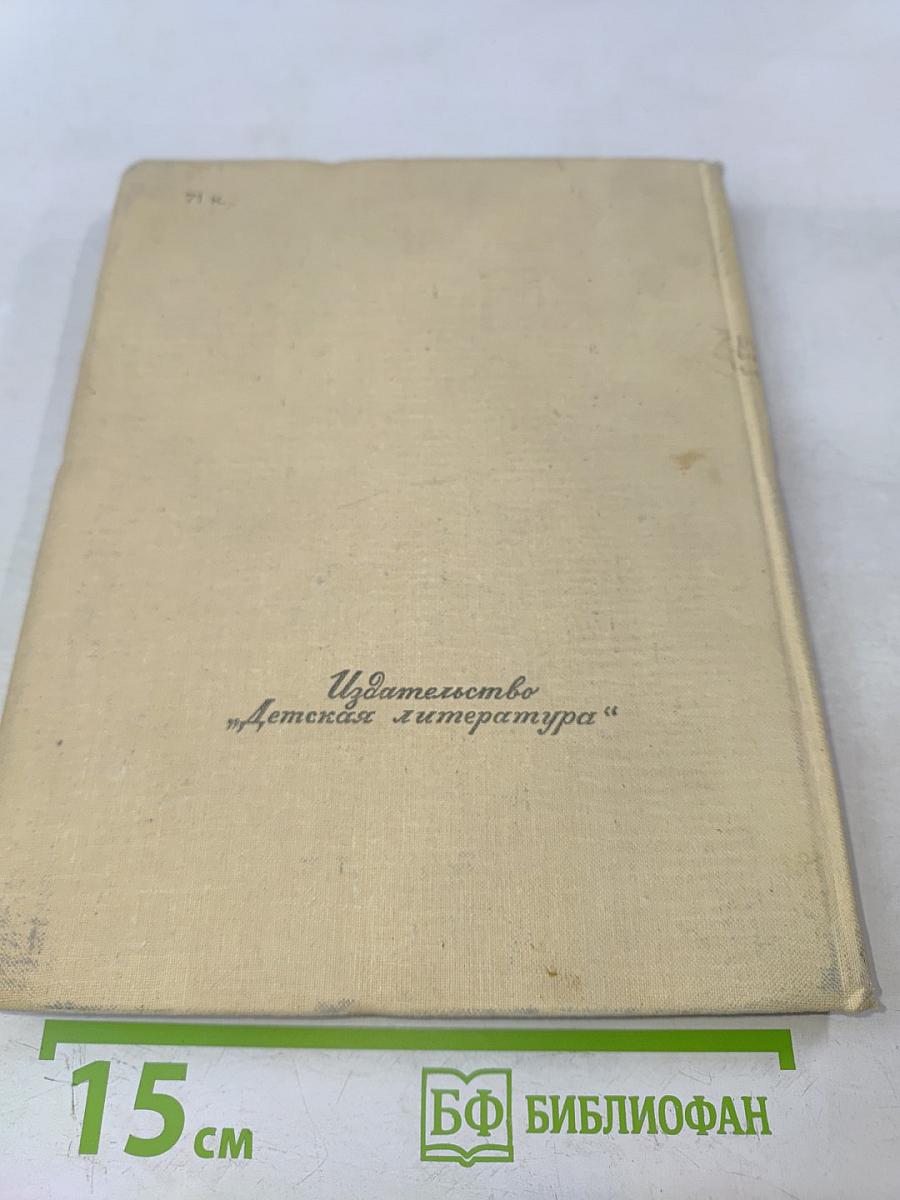 71 к.
Издательство
„Детская литература“
15 см
БФ БИБЛИОФАН